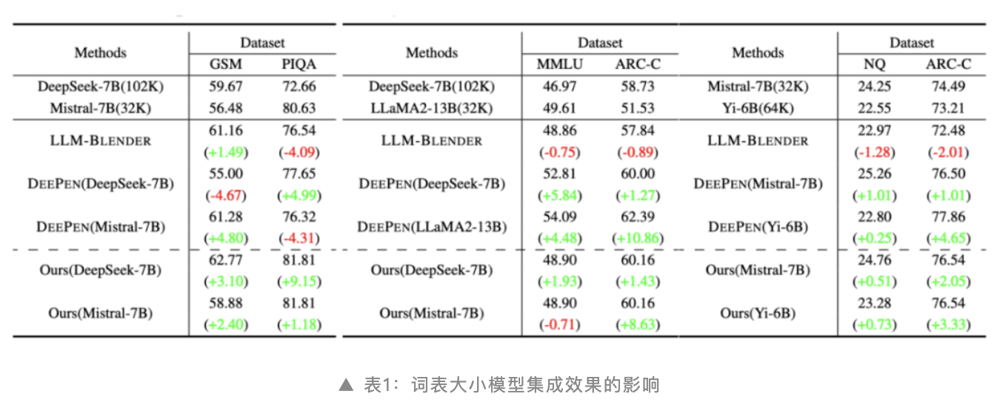 Methods Dataset Methods Dataset Methods Dataset
GSM PIQA MMLU ARC-C NQ ARC-C
DeepSeek-7B(102K) 59.67 72.66 DeepSeek-7B(102K) 46.97 58.73 Mistral-7B(32K) 24.25 74.49
Mistral-7B(32K) 56.48 80.63 LLaMA2-13B(32K) 49.61 51.53 Yi-6B(64K) 22.55 73.21
LLM-BLENDER 61.16 76.54 LLM-BLENDER 48.86 57.84 LLM-BLENDER 22.97 72.48
(+1.49) (-4.09) (-0.75) (-0.89) (-1.28) (-2.01)
DEEPEN(DeepSeek-7B) 55.00 77.65 DEEPEN(DeepSeek-7B) 52.81 60.00 DEEPEN(Mistral-7B) 25.26 76.50
(-4.67) (+4.99) (+5.84) (+1.27) (+1.01) (+1.01)
DEEPEN(Mistral-7B) 61.28 76.32 DEEPEN(LLaMA2-13B) 54.09 62.39 DEEPEN(Yi-6B) 22.80 77.86
(+4.80) (-4.31) (+4.48) (+10.86) (+0.25) (+4.65)
Ours(DeepSeek-7B) 62.77 81.81 Ours(DeepSeek-7B) 48.90 60.16 Ours(Mistral-7B) 24.76 76.54
(+3.10) (+9.15) (+1.93) (+1.43) (+0.51) (+2.05)
Ours(Mistral-7B) 58.88 81.81 Ours(Mistral-7B) 48.90 60.16 Ours(Yi-6B) 23.28 76.54
(+2.40) (+1.18) (-0.71) (+8.63) (+0.73) (+3.33)
▲ 表1：词表大小模型集成效果的影响